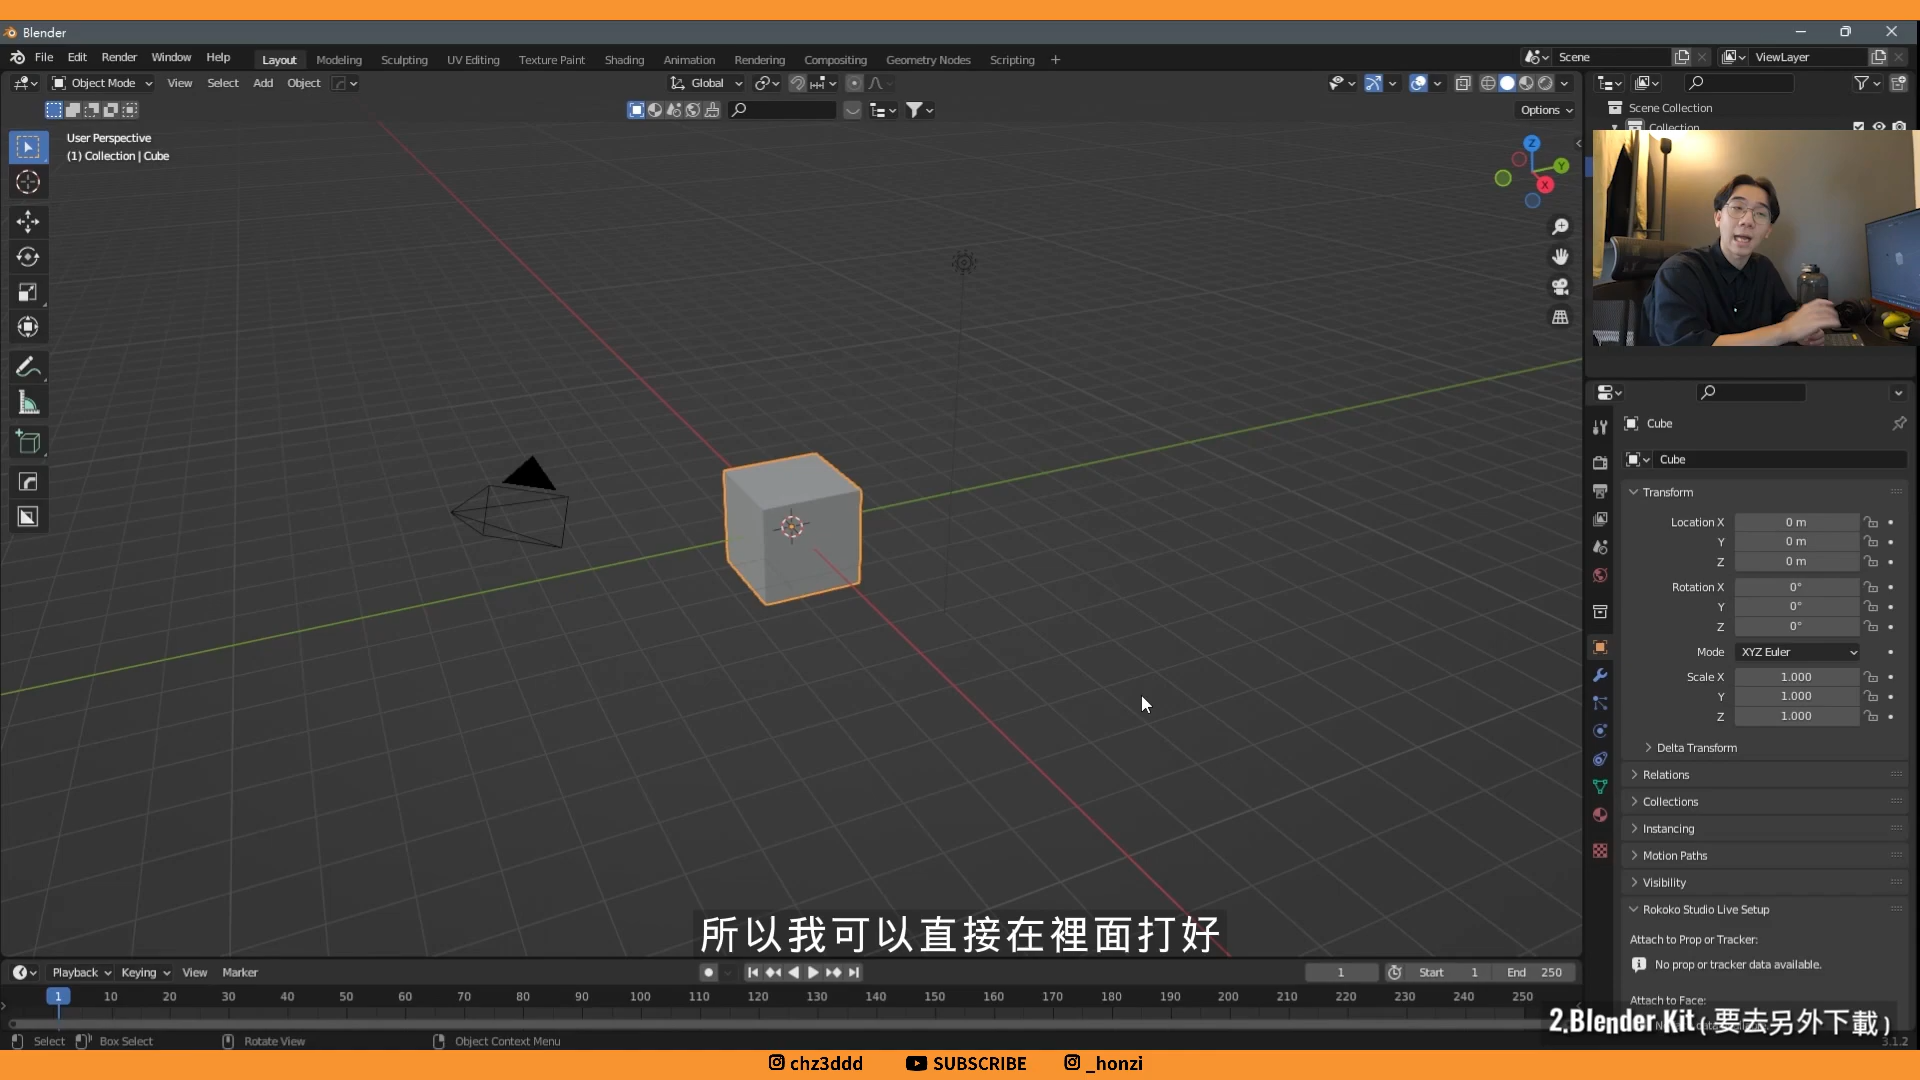 Blender
File Edit Render Window Help Layout Modeling Sculpting UV Editing Texture Paint Shading Animation Rendering Compositing Geometry Nodes Scripting + Scene ViewLayer
Object Mode View Select Add Object Global
Options
Scene Collection
Collection
User Perspective
(1) Collection | Cube
Z
Y
X
Cube
Cube
Transform
Location X 0 m
Y 0 m
Z 0 m
Rotation X 0°
Y 0°
Z 0°
Mode XYZ Euler
Scale X 1.000
Y 1.000
Z 1.000
Delta Transform
Relations
Collections
Instancing
Motion Paths
Visibility
Rokoko Studio Live Setup
Attach to Prop or Tracker:
No prop or tracker data available.
Attach to Face:
所以我可以直接在裡面打好
Playback Keying View Marker 1 Start 1 End 250
1 10 20 30 40 50 60 70 80 90 100 110 120 130 140 150 160 170 180 190 200 210 220 230 240 250
2.Blender Kit(要去另外下載)
Select Box Select Rotate View Object Context Menu 3.1.2
chz3ddd SUBSCRIBE _honzi